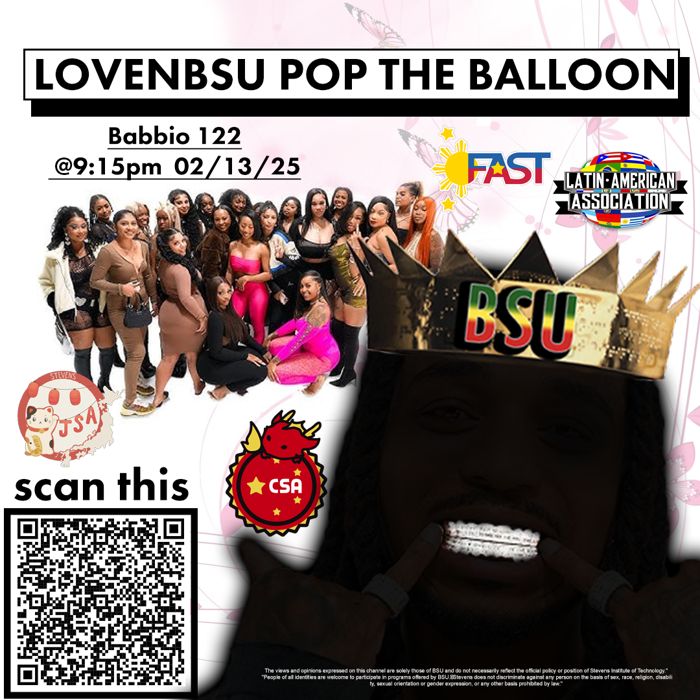 LOVENBSU POP THE BALLOON
Babbio 122
@9:15pm 02/13/25
FAST
LATIN-AMERICAN
ASSOCIATION
BSU
STEVENS
JSA
CSA
scan this
The views and opinions expressed on this channel are solely those of BSU and do not necessarily reflect the official policy or position of Stevens Institute of Technology."
"People of all identities are welcome to participate in programs offered by BSU. Stevens does not discriminate against any person on the basis of sex, race, religion, disabili
ty, sexual orientation or gender expression, or any other basis prohibited by law."